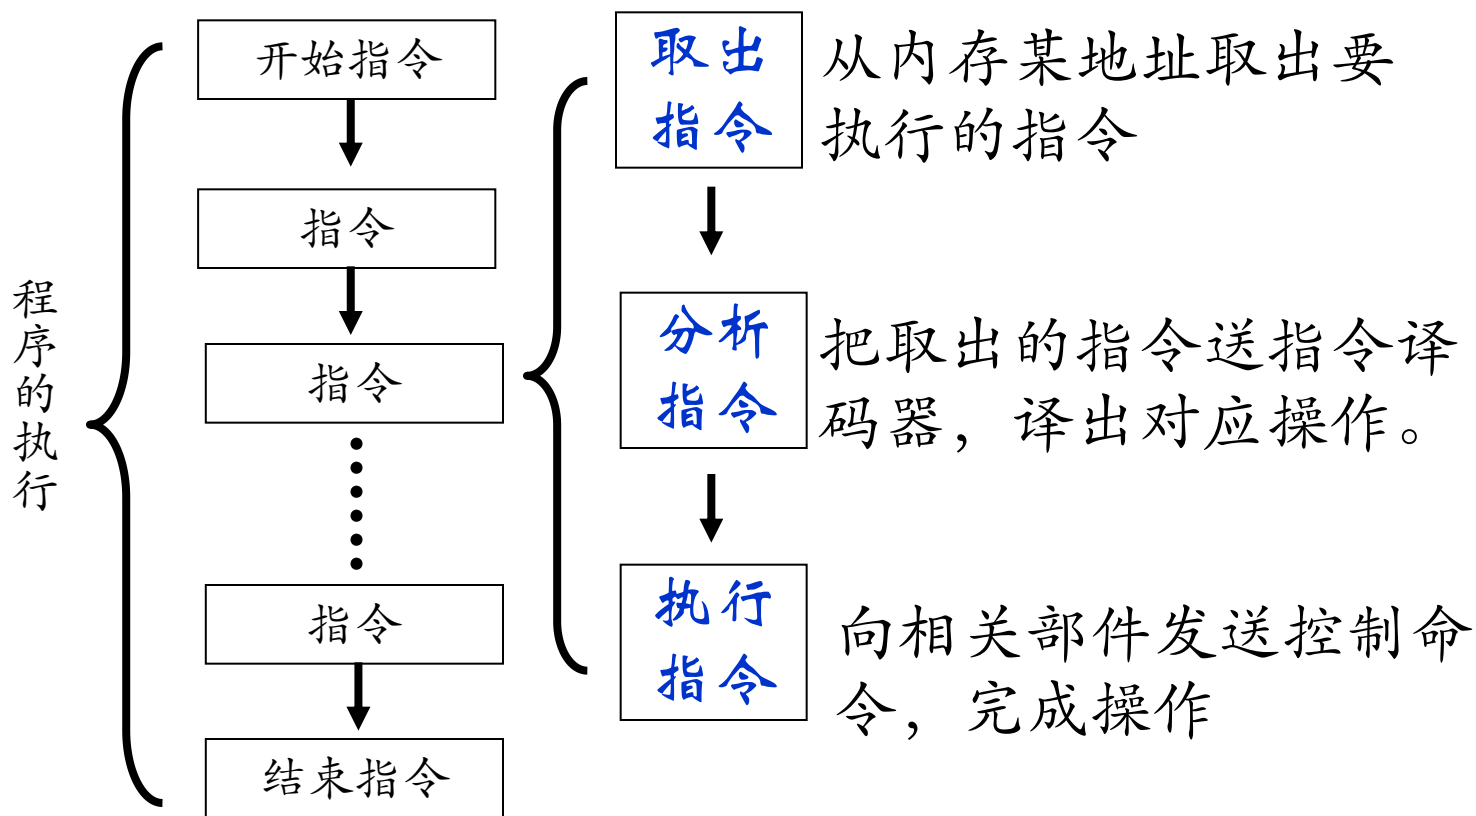 程序的执行
开始指令
指令
指令
指令
结束指令
取出
指令
从内存某地址取出要
执行的指令
分析
指令
把取出的指令送指令译
码器，译出对应操作。
执行
指令
向相关部件发送控制命
令，完成操作